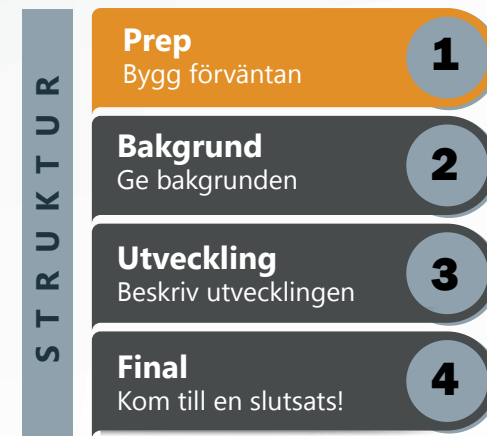 STRUKTUR
Prep
Bygg förväntan
1
Bakgrund
Ge bakgrunden
2
Utveckling
Beskriv utvecklingen
3
Final
Kom till en slutsats!
4